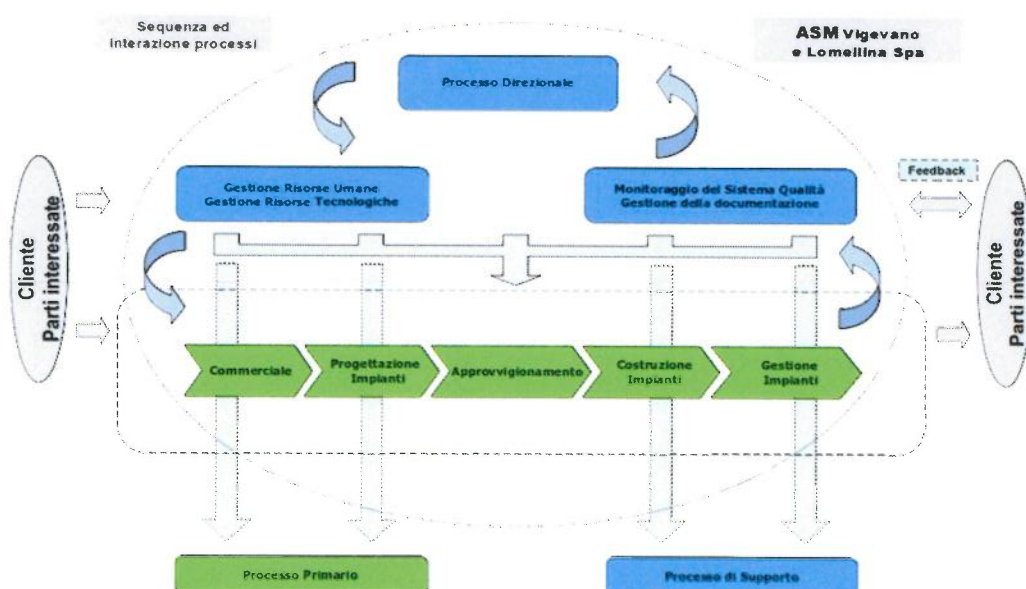 Sequenza ed
interazione processi
ASM Vigevano
e Lomellina Spa
Processo Direzionale
Gestione Risorse Umane
Gestione Risorse Tecnologiche
Monitoraggio del Sistema Qualità
Gestione della documentazione
Feedback
Cliente
Parti interessate
Cliente
Parti interessate
Commerciale
Progettazione
Impianti
Approvvigionamento
Costruzione
Impianti
Gestione
Impianti
Processo Primario
Processo di Supporto